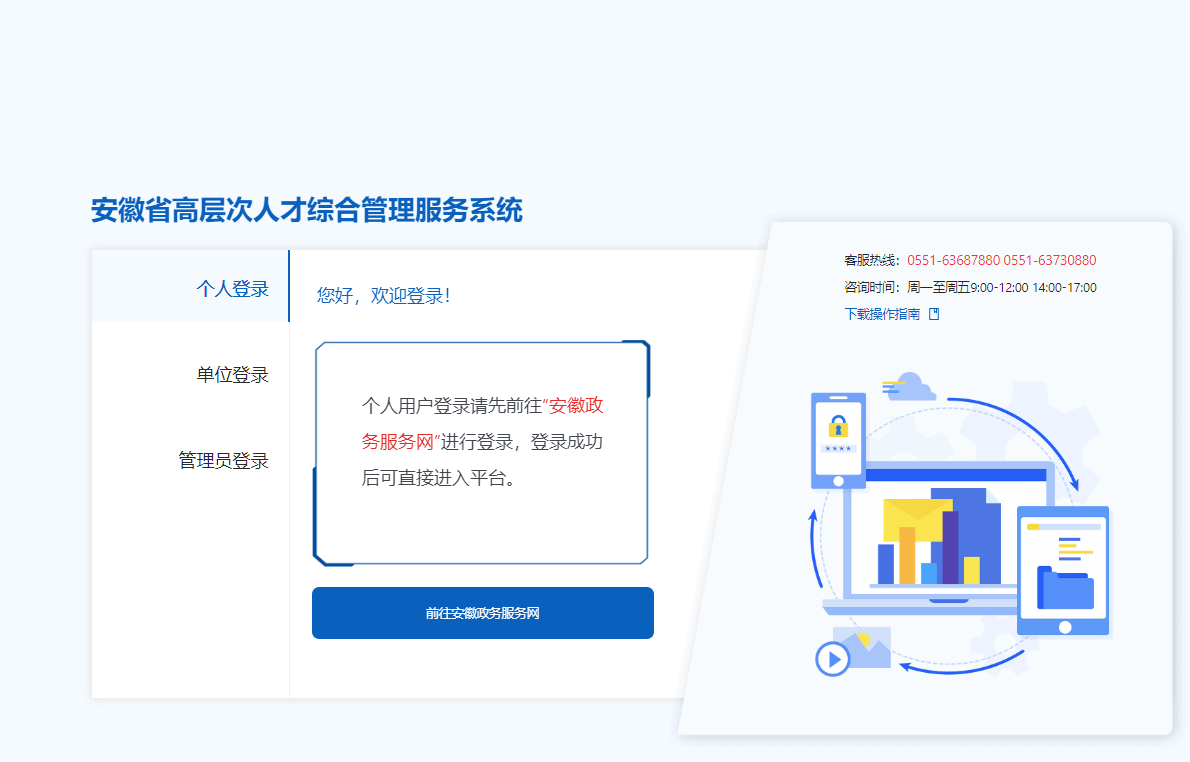 安徽省高层次人才综合管理服务系统
个人登录
单位登录
管理员登录
您好，欢迎登录！
个人用户登录请先前往“安徽政
务服务网”进行登录，登录成功
后可直接进入平台。
前往安徽政务服务网
客服热线：0551-63687880 0551-63730880
咨询时间：周一至周五9:00-12:00 14:00-17:00
下载操作指南
****